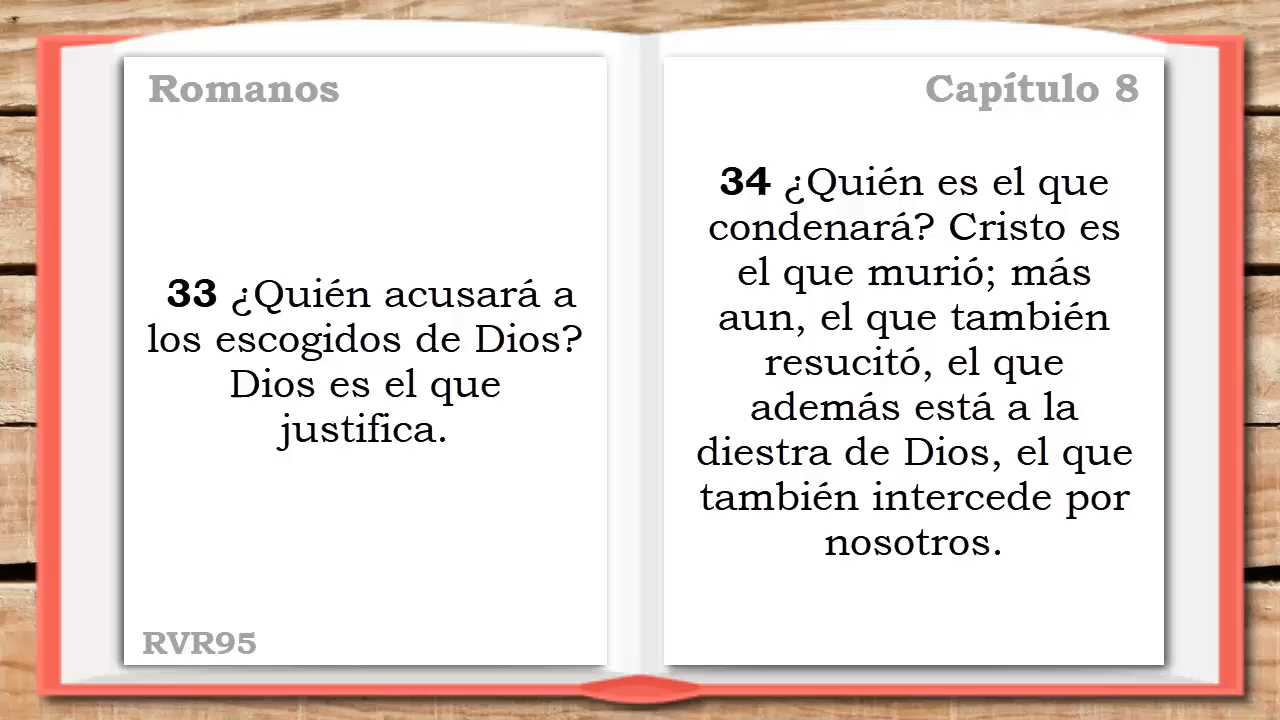 Romanos
33 ¿Quién acusará a
los escogidos de Dios?
Dios es el que
justifica.
RVR95
Capítulo 8
34 ¿Quién es el que
condenará? Cristo es
el que murió; más
aun, el que también
resucitó, el que
además está a la
diestra de Dios, el que
también intercede por
nosotros.